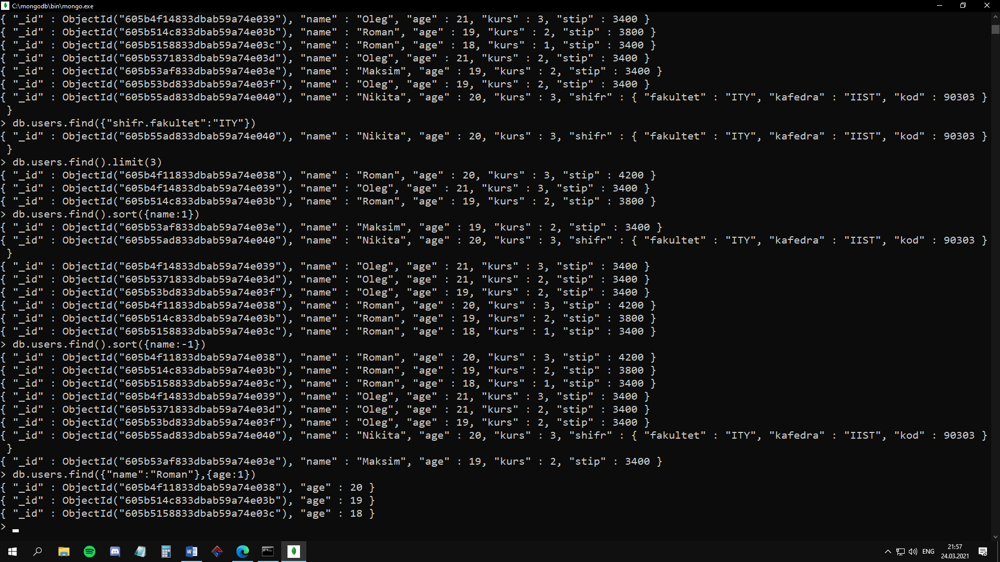 C:\mongodb\bin\mongo.exe
{ "_id" : ObjectId("605b4f14833dbab59a74e039"), "name" : "Oleg", "age" : 21, "kurs" : 3, "stip" : 3400 }
{ "_id" : ObjectId("605b514c833dbab59a74e03b"), "name" : "Roman", "age" : 19, "kurs" : 2, "stip" : 3800 }
{ "_id" : ObjectId("605b5158833dbab59a74e03c"), "name" : "Roman", "age" : 18, "kurs" : 1, "stip" : 3400 }
{ "_id" : ObjectId("605b5371833dbab59a74e03d"), "name" : "Oleg", "age" : 21, "kurs" : 2, "stip" : 3400 }
{ "_id" : ObjectId("605b53af833dbab59a74e03e"), "name" : "Maksim", "age" : 19, "kurs" : 2, "stip" : 3400 }
{ "_id" : ObjectId("605b53bd833dbab59a74e03f"), "name" : "Oleg", "age" : 19, "kurs" : 2, "stip" : 3400 }
{ "_id" : ObjectId("605b55ad833dbab59a74e040"), "name" : "Nikita", "age" : 20, "kurs" : 3, "shifr" : { "fakultet" : "ITY", "kafedra" : "IIST", "kod" : 90303 }
 }
> db.users.find({"shifr.fakultet":"ITY"})
{ "_id" : ObjectId("605b55ad833dbab59a74e040"), "name" : "Nikita", "age" : 20, "kurs" : 3, "shifr" : { "fakultet" : "ITY", "kafedra" : "IIST", "kod" : 90303 }
 }
> db.users.find().limit(3)
{ "_id" : ObjectId("605b4f11833dbab59a74e038"), "name" : "Roman", "age" : 20, "kurs" : 3, "stip" : 4200 }
{ "_id" : ObjectId("605b4f14833dbab59a74e039"), "name" : "Oleg", "age" : 21, "kurs" : 3, "stip" : 3400 }
{ "_id" : ObjectId("605b514c833dbab59a74e03b"), "name" : "Roman", "age" : 19, "kurs" : 2, "stip" : 3800 }
> db.users.find().sort({name:1})
{ "_id" : ObjectId("605b53af833dbab59a74e03e"), "name" : "Maksim", "age" : 19, "kurs" : 2, "stip" : 3400 }
{ "_id" : ObjectId("605b55ad833dbab59a74e040"), "name" : "Nikita", "age" : 20, "kurs" : 3, "shifr" : { "fakultet" : "ITY", "kafedra" : "IIST", "kod" : 90303 }
 }
{ "_id" : ObjectId("605b4f14833dbab59a74e039"), "name" : "Oleg", "age" : 21, "kurs" : 3, "stip" : 3400 }
{ "_id" : ObjectId("605b5371833dbab59a74e03d"), "name" : "Oleg", "age" : 21, "kurs" : 2, "stip" : 3400 }
{ "_id" : ObjectId("605b53bd833dbab59a74e03f"), "name" : "Oleg", "age" : 19, "kurs" : 2, "stip" : 3400 }
{ "_id" : ObjectId("605b4f11833dbab59a74e038"), "name" : "Roman", "age" : 20, "kurs" : 3, "stip" : 4200 }
{ "_id" : ObjectId("605b514c833dbab59a74e03b"), "name" : "Roman", "age" : 19, "kurs" : 2, "stip" : 3800 }
{ "_id" : ObjectId("605b5158833dbab59a74e03c"), "name" : "Roman", "age" : 18, "kurs" : 1, "stip" : 3400 }
> db.users.find().sort({name:-1})
{ "_id" : ObjectId("605b4f11833dbab59a74e038"), "name" : "Roman", "age" : 20, "kurs" : 3, "stip" : 4200 }
{ "_id" : ObjectId("605b514c833dbab59a74e03b"), "name" : "Roman", "age" : 19, "kurs" : 2, "stip" : 3800 }
{ "_id" : ObjectId("605b5158833dbab59a74e03c"), "name" : "Roman", "age" : 18, "kurs" : 1, "stip" : 3400 }
{ "_id" : ObjectId("605b4f14833dbab59a74e039"), "name" : "Oleg", "age" : 21, "kurs" : 3, "stip" : 3400 }
{ "_id" : ObjectId("605b5371833dbab59a74e03d"), "name" : "Oleg", "age" : 21, "kurs" : 2, "stip" : 3400 }
{ "_id" : ObjectId("605b53bd833dbab59a74e03f"), "name" : "Oleg", "age" : 19, "kurs" : 2, "stip" : 3400 }
{ "_id" : ObjectId("605b55ad833dbab59a74e040"), "name" : "Nikita", "age" : 20, "kurs" : 3, "shifr" : { "fakultet" : "ITY", "kafedra" : "IIST", "kod" : 90303 }
 }
{ "_id" : ObjectId("605b53af833dbab59a74e03e"), "name" : "Maksim", "age" : 19, "kurs" : 2, "stip" : 3400 }
> db.users.find({"name":"Roman"},{age:1})
{ "_id" : ObjectId("605b4f11833dbab59a74e038"), "age" : 20 }
{ "_id" : ObjectId("605b514c833dbab59a74e03b"), "age" : 19 }
{ "_id" : ObjectId("605b5158833dbab59a74e03c"), "age" : 18 }
>
ENG
21:57
24.03.2021